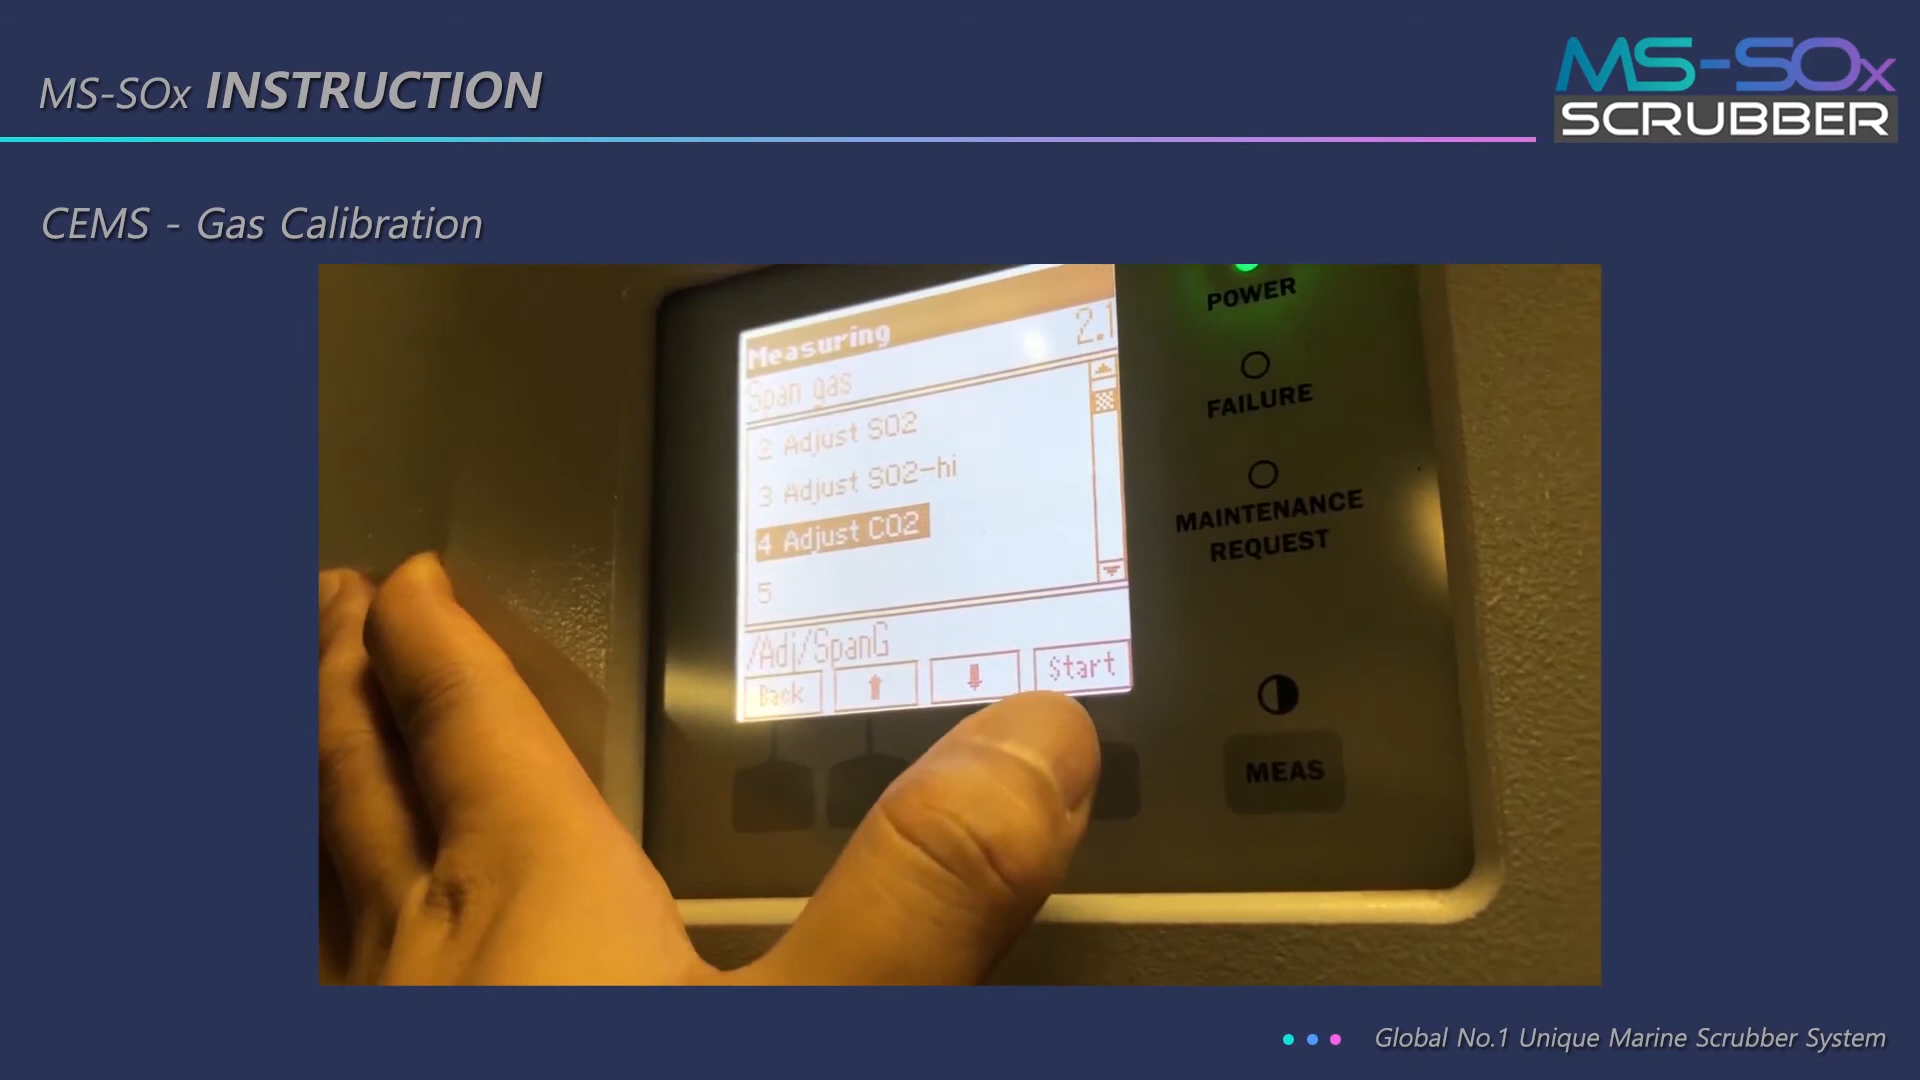 MS-SOx INSTRUCTION
MS-SOx
SCRUBBER
CEMS - Gas Calibration
Measuring
2.1
Span gas
2 Adjust SO2
3 Adjust SO2-hi
4 Adjust CO2
5
/Adj/SpanG
Back
Start
POWER
FAILURE
MAINTENANCE
REQUEST
MEAS
Global No.1 Unique Marine Scrubber System